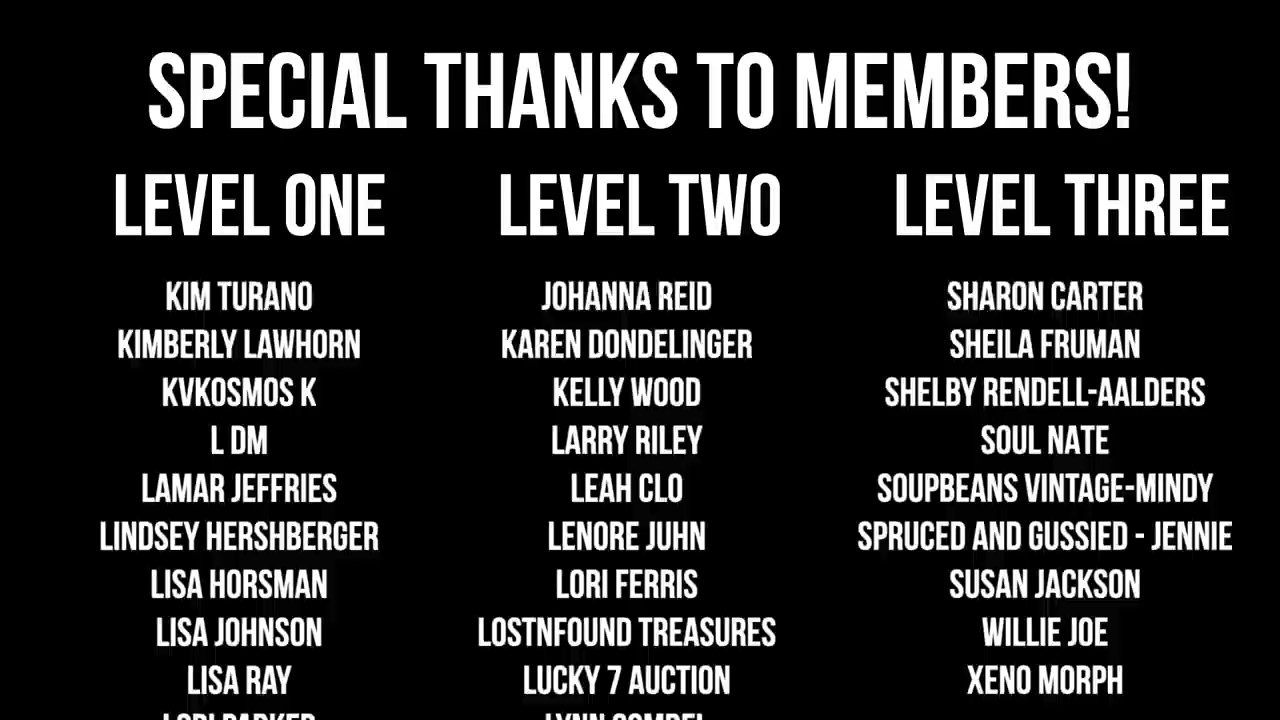 SPECIAL THANKS TO MEMBERS!
LEVEL ONE
KIM TURANO
KIMBERLY LAWHORN
KVKOSMOS K
L DM
LAMAR JEFFRIES
LINDSEY HERSHBERGER
LISA HORSMAN
LISA JOHNSON
LISA RAY
LEVEL TWO
JOHANNA REID
KAREN DONDELINGER
KELLY WOOD
LARRY RILEY
LEAH CLO
LENORE JUHN
LORI FERRIS
LOSTNFOUND TREASURES
LUCKY 7 AUCTION
LEVEL THREE
SHARON CARTER
SHEILA FRUMAN
SHELBY RENDELL-AALDERS
SOUL NATE
SOUPBEANS VINTAGE-MINDY
SPRUCED AND GUSSIED - JENNIE
SUSAN JACKSON
WILLIE JOE
XENO MORPH